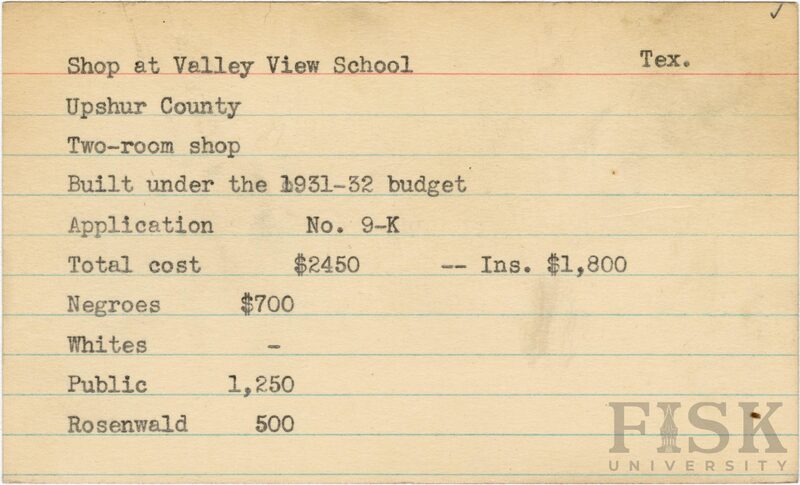 ✓
Shop at Valley View School Tex.
Upshur County
Two-room shop
Built under the 1931-32 budget
Application No. 9-K
Total cost $2450 -- Ins. $1,800
Negroes $700
Whites -
Public 1,250
Rosenwald 500
FISK
UNIVERSITY